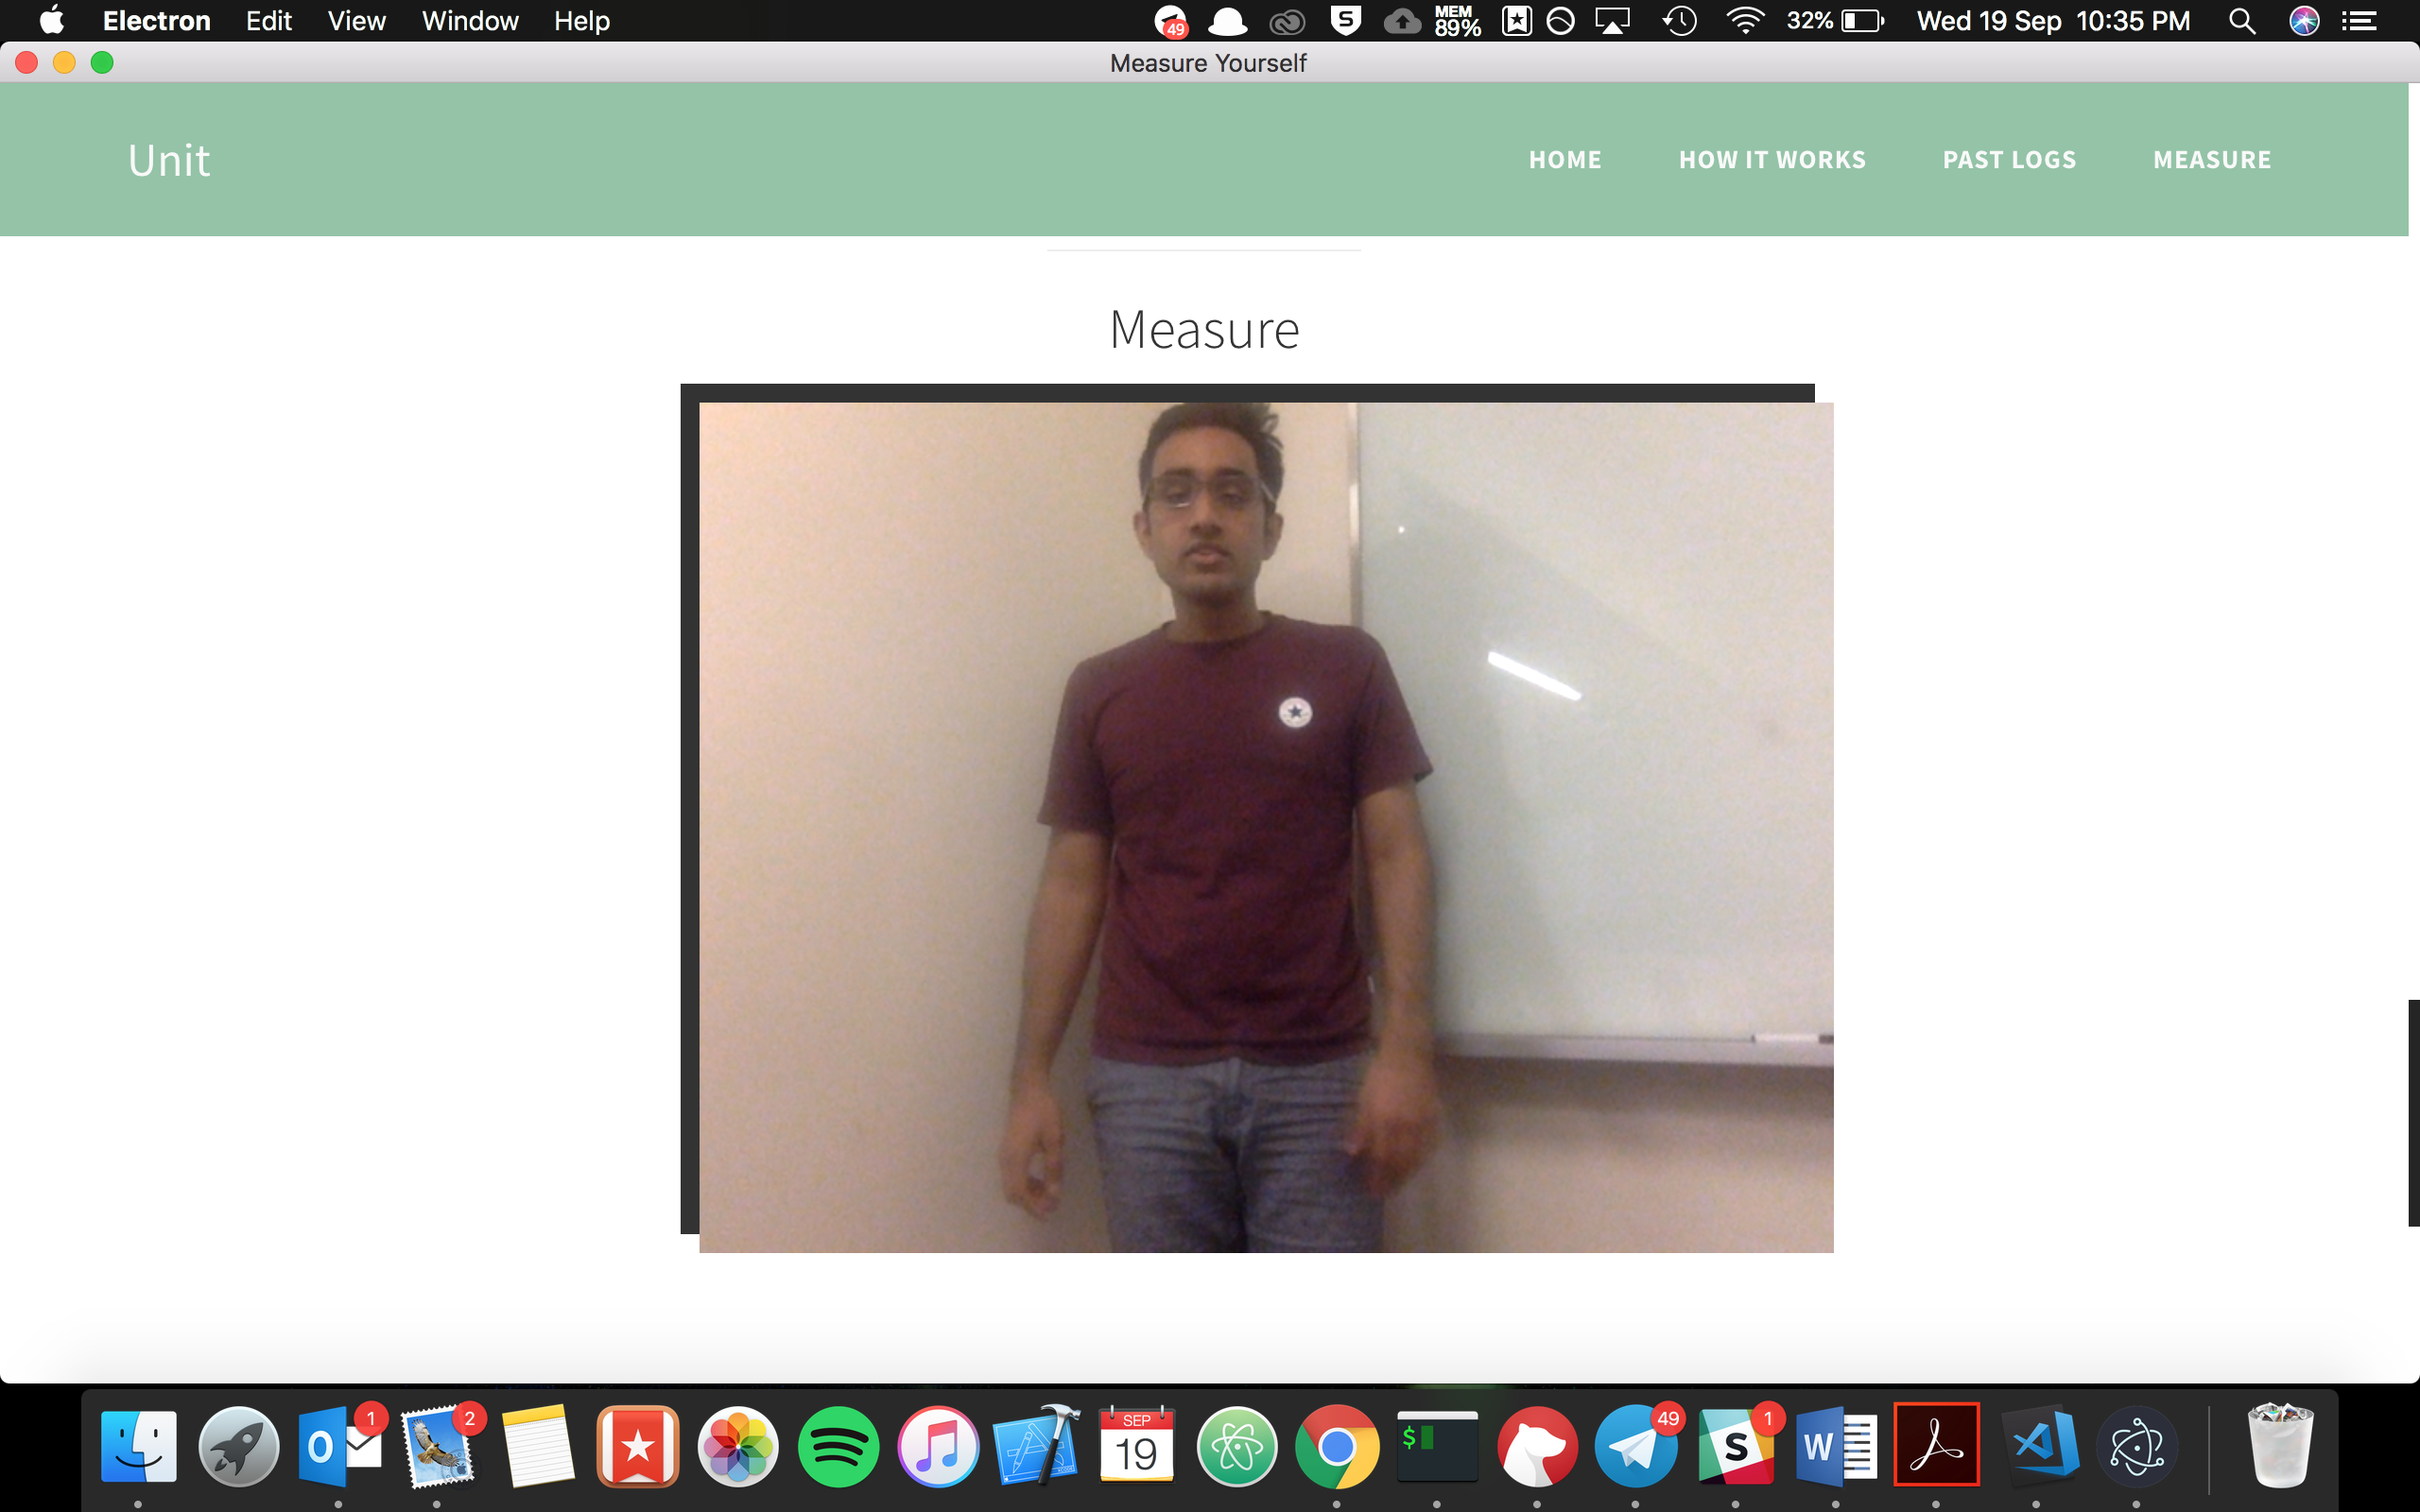 Electron Edit View Window Help 49 S MEM 89% 32% Wed 19 Sep 10:35 PM
Measure Yourself
Unit HOME HOW IT WORKS PAST LOGS MEASURE
Measure
O 1 2 SEP 19 $ 49 S 1 W